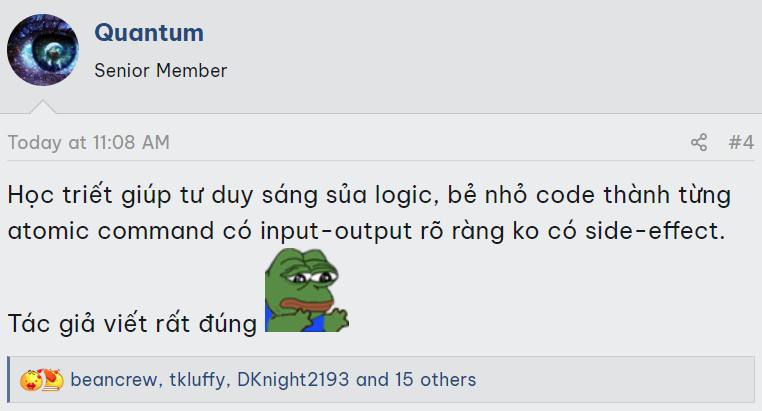 Quantum
Senior Member
Today at 11:08 AM
#4
Học triết giúp tư duy sáng sủa logic, bẻ nhỏ code thành từng
atomic command có input-output rõ ràng ko có side-effect.
Tác giả viết rất đúng
beancrew, tkluffy, DKnight2193 and 15 others